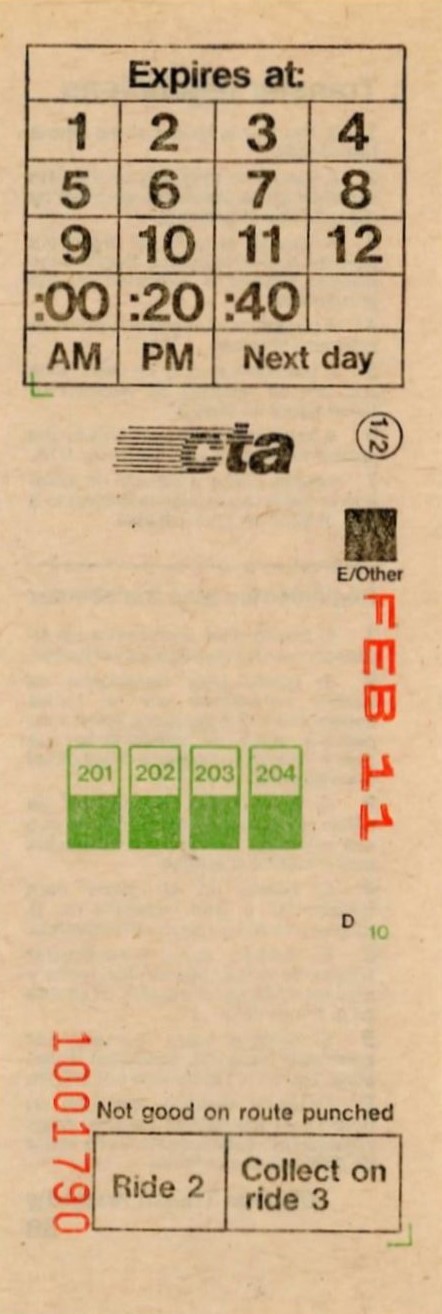 Expires at:
1 2 3 4
5 6 7 8
9 10 11 12
:00 :20 :40
AM PM Next day
cta
1/2
E/Other
FEB 11
201 202 203 204
D 10
1001790
Not good on route punched
Ride 2
Collect on
ride 3